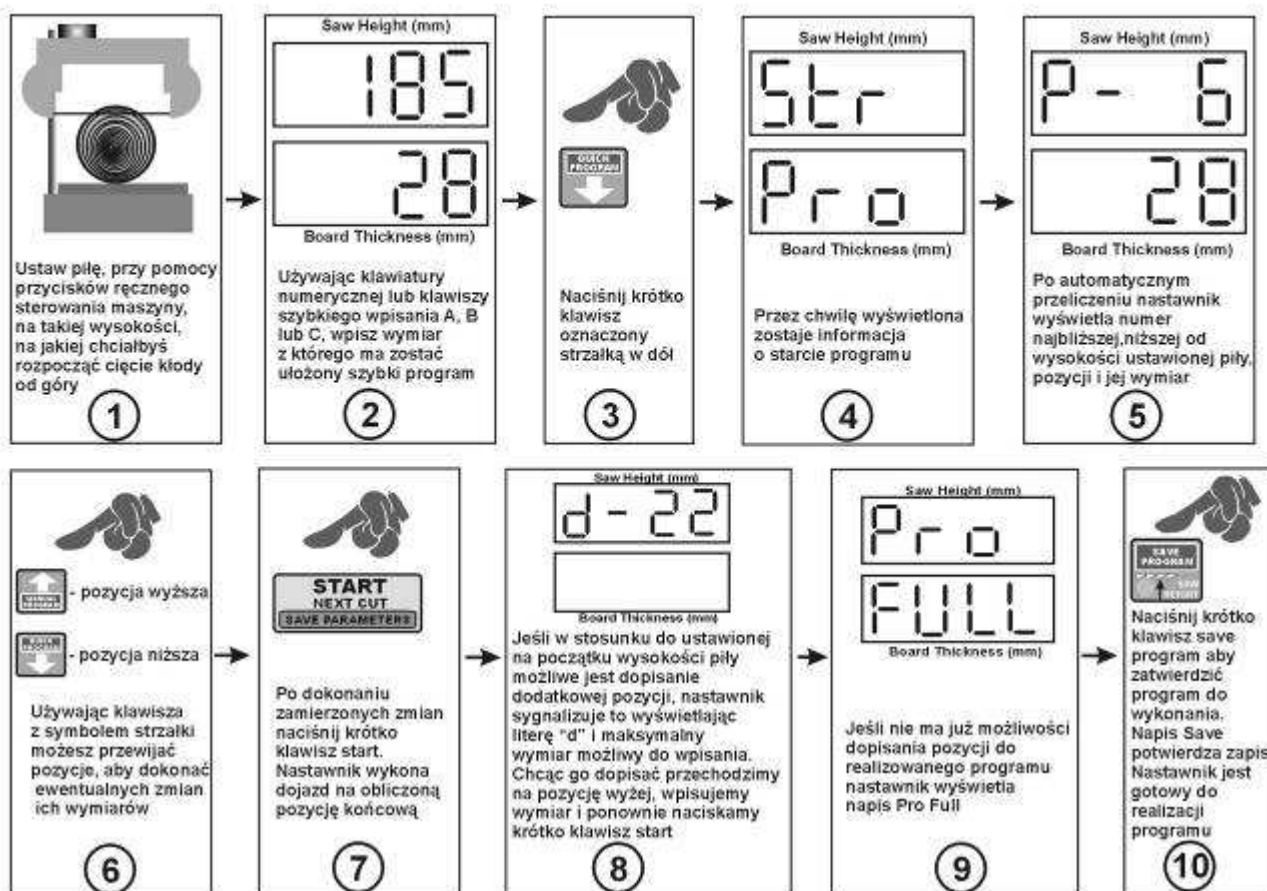 Ustaw piłę, przy pomocy
przycisków ręcznego
sterowania maszyny,
na takiej wysokości,
na jakiej chciałbyś
rozpocząć cięcie kłody
od góry
1
Saw Height (mm)
185
28
Board Thickness (mm)
Używając klawiatury
numerycznej lub klawiszy
szybkiego wpisania A, B
lub C, wpisz wymiar
z którego ma zostać
ułożony szybki program
2
QUICK
PROGRAM
Naciśnij krótko
klawisz
oznaczony
strzałką w dół
3
Saw Height (mm)
Str
Pro
Board Thickness (mm)
Przez chwilę wyświetlona
zostaje informacja
o starcie programu
4
Saw Height (mm)
P- 6
28
Board Thickness (mm)
Po automatycznym
przeliczeniu nastawnik
wyświetla numer
najbliższej,niższej od
wysokości ustawionej piły,
pozycji i jej wymiar
5
PROGRAM
- pozycja wyższa
- pozycja niższa
Używając klawisza
z symbolem strzałki
możesz przewijać
pozycje, aby dokonać
ewentualnych zmian
ich wymiarów
6
START
NEXT CUT
SAVE PARAMETERS
Po dokonaniu
zamierzonych zmian
naciśnij krótko
klawisz start.
Nastawnik wykona
dojazd na obliczoną
pozycję końcową
7
Saw Height (mm)
d-22
Board Thickness (mm)
Jeśli w stosunku do ustawionej
na początku wysokości piły
możliwe jest dopisanie
dodatkowej pozycji, nastawnik
sygnalizuje to wyświetlając
literę "d" i maksymalny
wymiar możliwy do wpisania.
Chcąc go dopisać przechodzimy
na pozycję wyżej, wpisujemy
wymiar i ponownie naciskamy
krótko klawisz start
8
Saw Height (mm)
Pro
FULL
Board Thickness (mm)
Jeśli nie ma już możliwości
dopisania pozycji do
realizowanego programu
nastawnik wyświetla
napis Pro Full
9
SAVE
PROGRAM
SAW
HEIGHT
Naciśnij krótko
klawisz save
program aby
zatwierdzić
program do
wykonania.
Napis Save
potwierdza zapis
Nastawnik jest
gotowy do
realizacji
programu
10